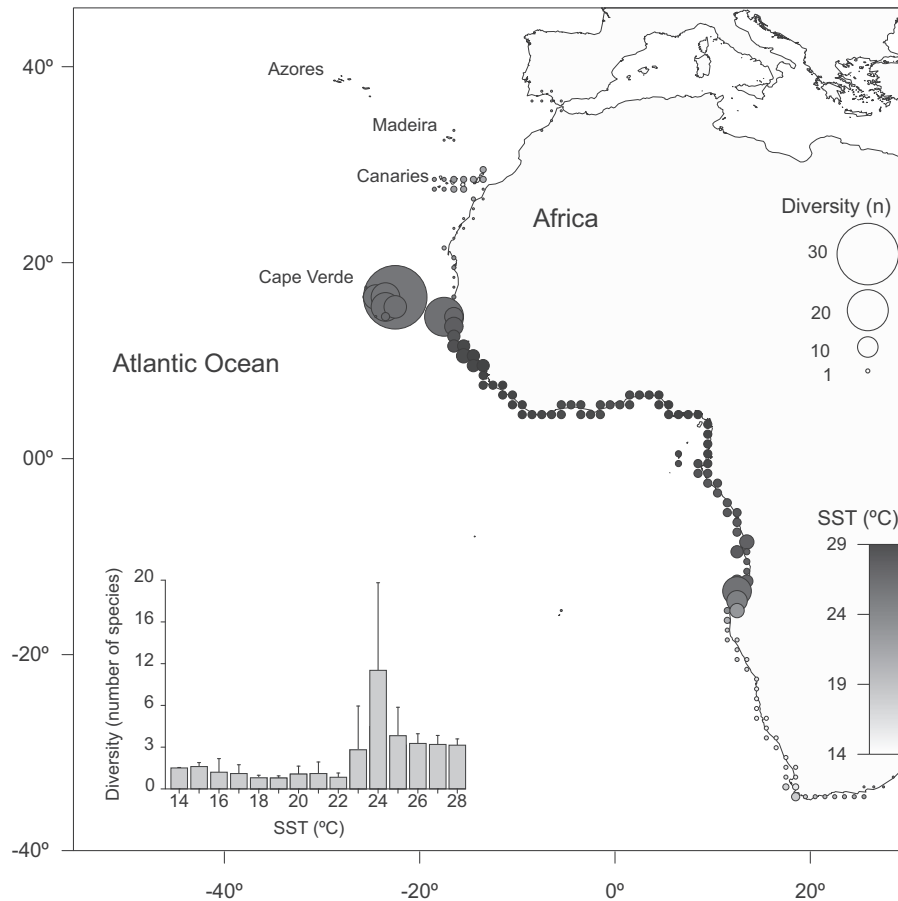 40º
20º
00º
-20º
-40º
-40º
-20º
0º
20º
Azores
Madeira
Canaries
Cape Verde
Africa
Atlantic Ocean
Diversity (n)
30
20
10
1
SST (ºC)
29
24
19
14
Diversity (number of species)
20
16
12
6
3
0
14 16 18 20 22 24 26 28
SST (ºC)